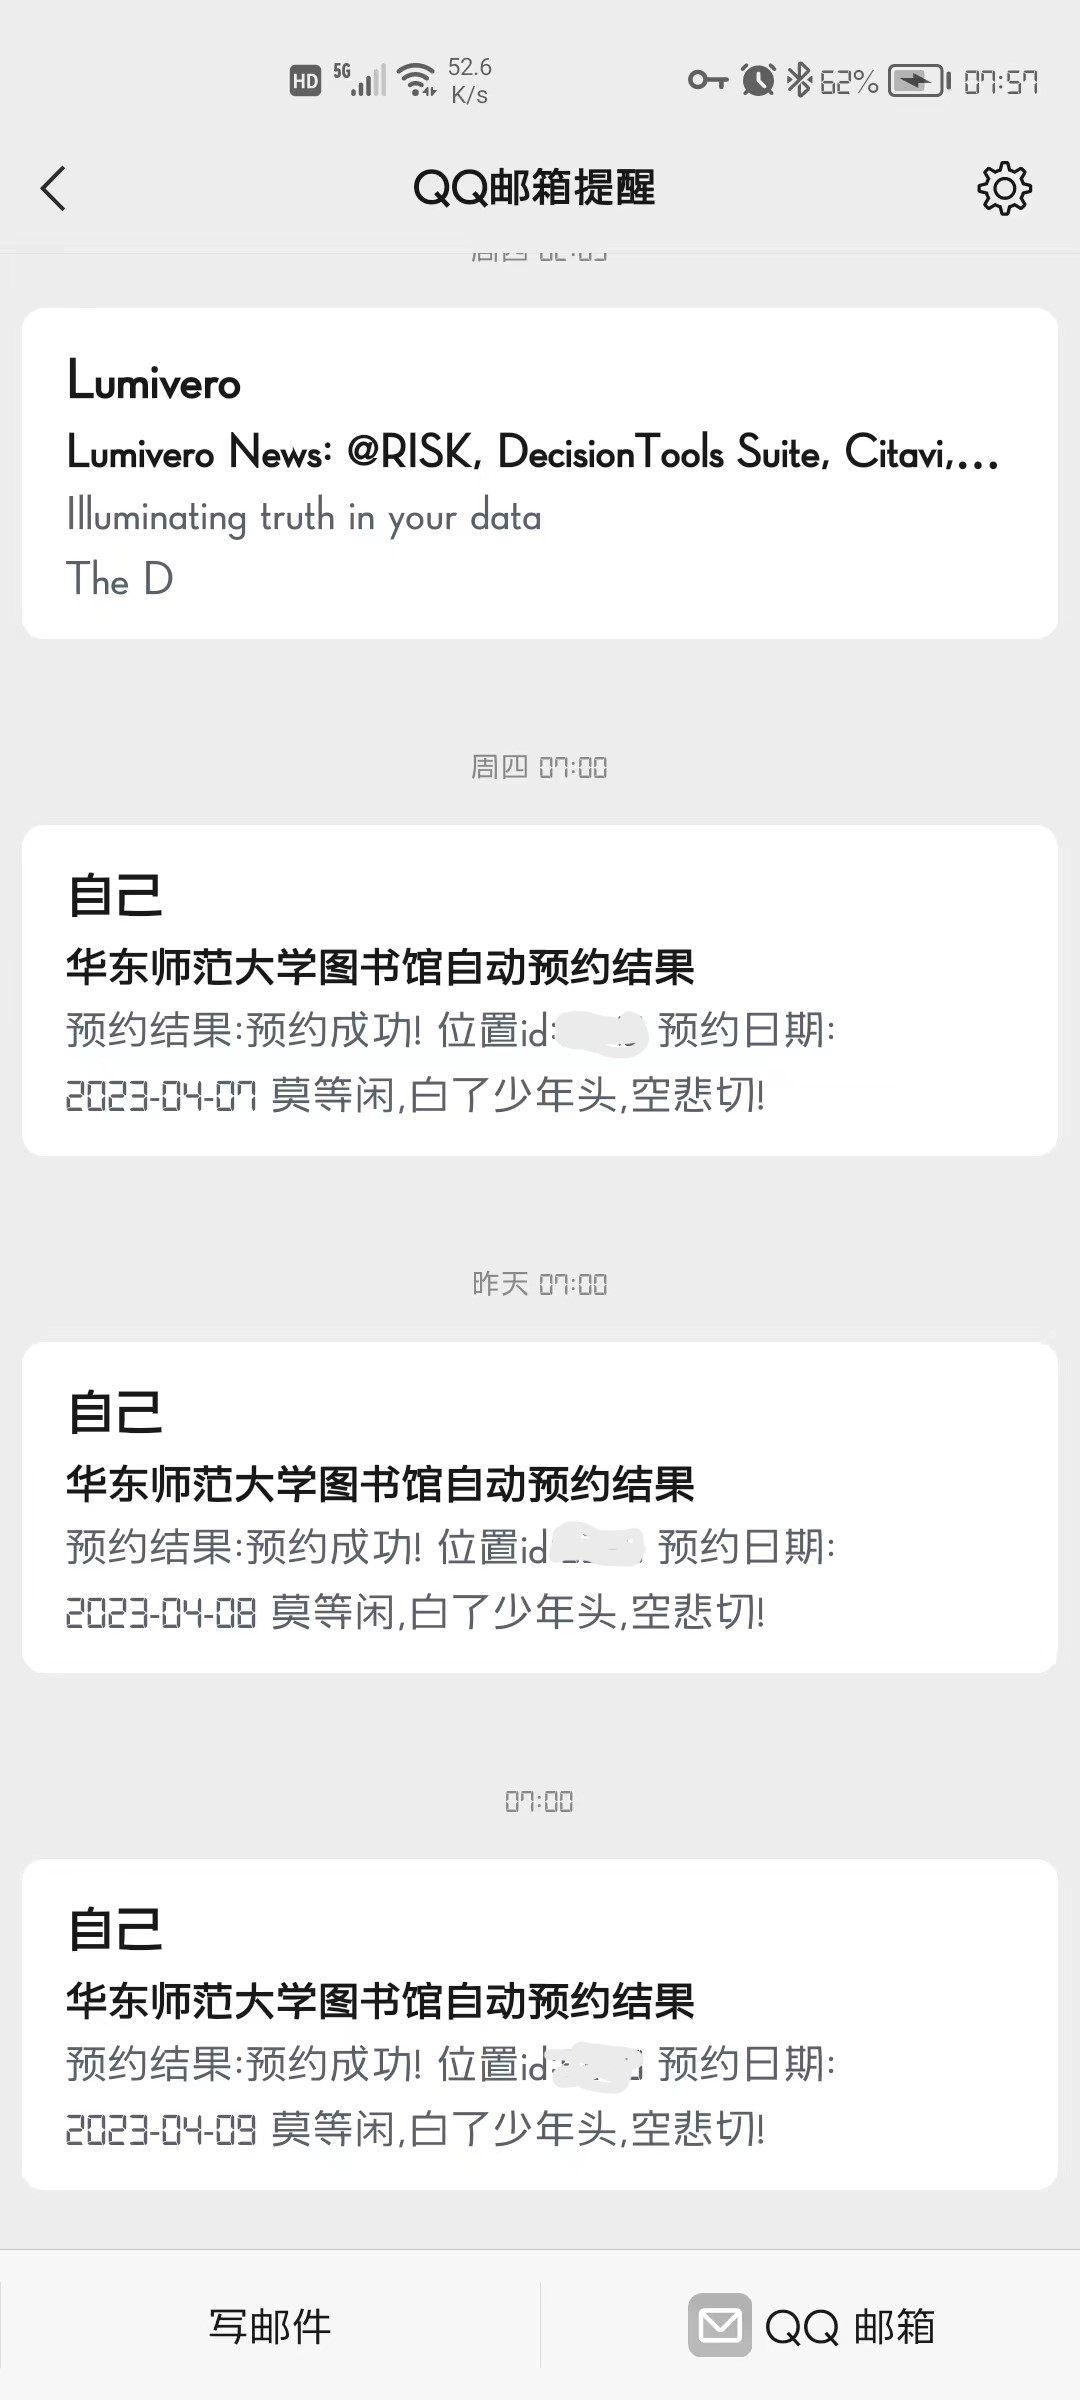 HD 5G 52.6 K/s 62% 07:57
QQ邮箱提醒
周四
Lumivero
Lumivero News: @RISK, DecisionTools Suite, Citavi,...
Illuminating truth in your data
The D
周四 07:00
自己
华东师范大学图书馆自动预约结果
预约结果:预约成功! 位置id: 预约日期:
2023-04-07 莫等闲,白了少年头,空悲切!
昨天 07:00
自己
华东师范大学图书馆自动预约结果
预约结果:预约成功! 位置id 预约日期:
2023-04-08 莫等闲,白了少年头,空悲切!
07:00
自己
华东师范大学图书馆自动预约结果
预约结果:预约成功! 位置id: 预约日期:
2023-04-09 莫等闲,白了少年头,空悲切!
写邮件
QQ 邮箱